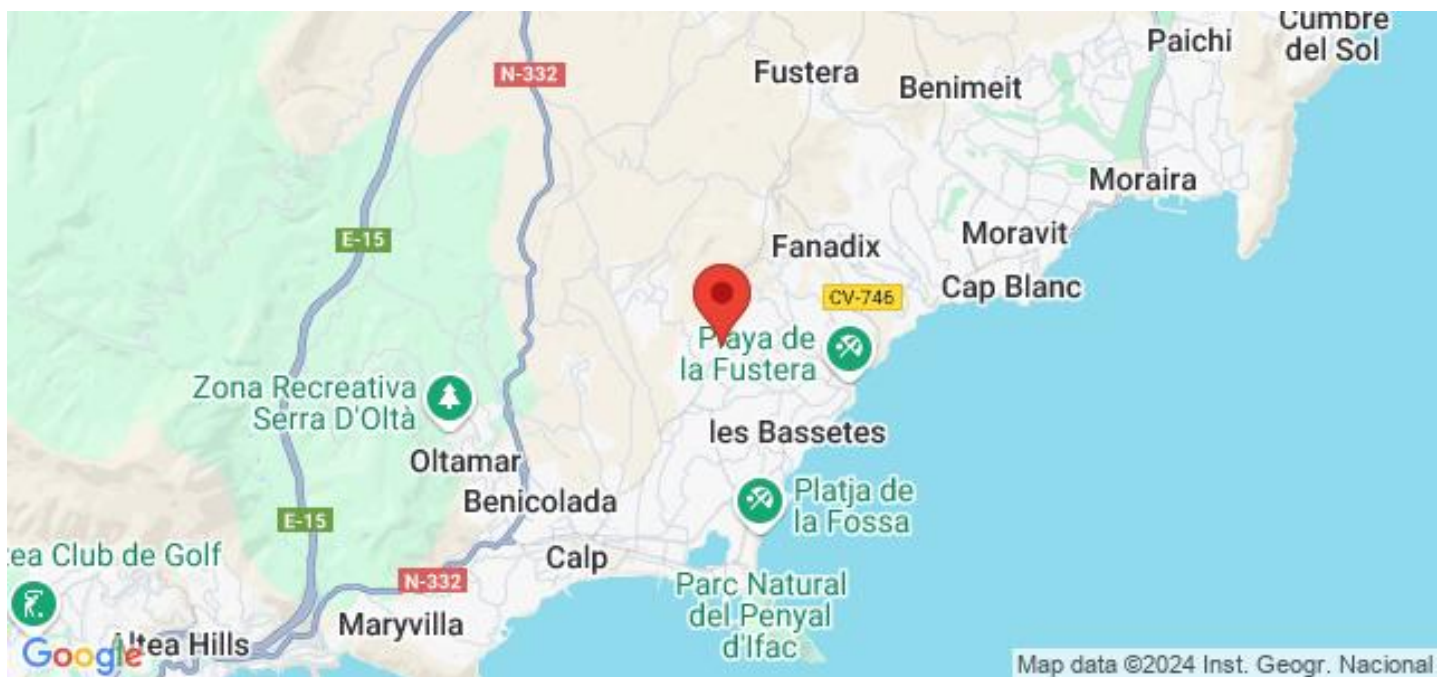 Cumbre
del Sol
Paichi
N-332
Fustera
Benimeit
Moraira
E-15
Fanadix
Moravit
CV-746
Cap Blanc
Playa de
la Fustera
Zona Recreativa
Serra D'Oltà
les Bassetes
Oltamar
Benicolada
Platja de
la Fossa
E-15
tea Club de Golf
Calp
N-332
Parc Natural
del Penyal
d'Ifac
Maryvilla
Altea Hills
Google
Map data ©2024 Inst. Geogr. Nacional